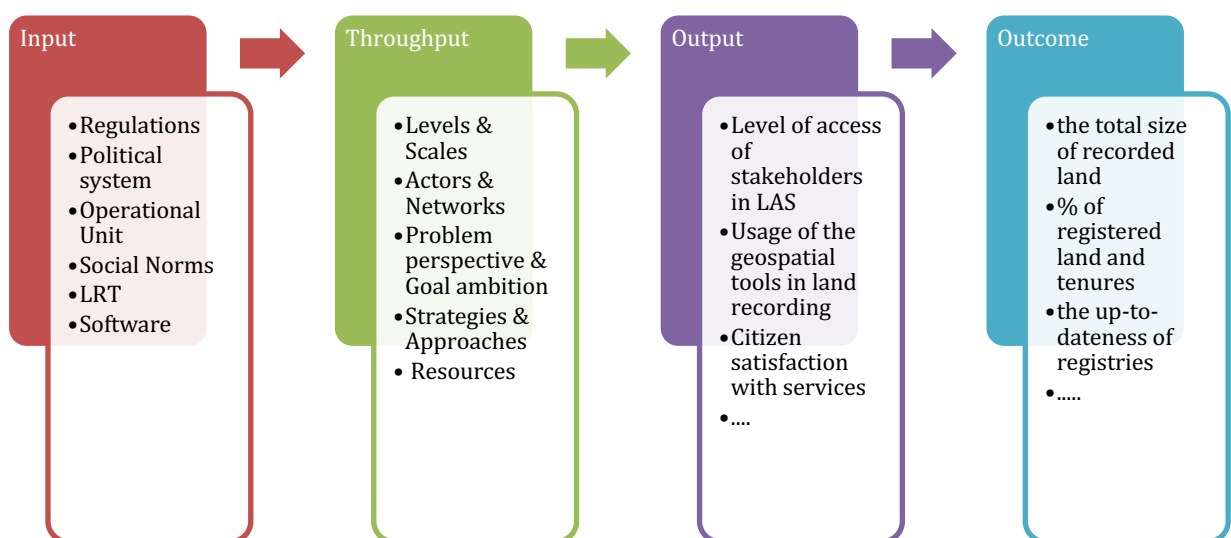 Input
•Regulations
•Political
system
•Operational
Unit
•Social Norms
•LRT
•Software
Throughput
•Levels &
Scales
•Actors &
Networks
•Problem
perspective &
Goal ambition
•Strategies &
Approaches
• Resources
Output
•Level of access
of
stakeholders
in LAS
•Usage of the
geospatial
tools in land
recording
•Citizen
satisfaction
with services
•....
Outcome
•the total size
of recorded
land
•% of
registered
land and
tenures
•the up-to-
dateness of
registries
•.....